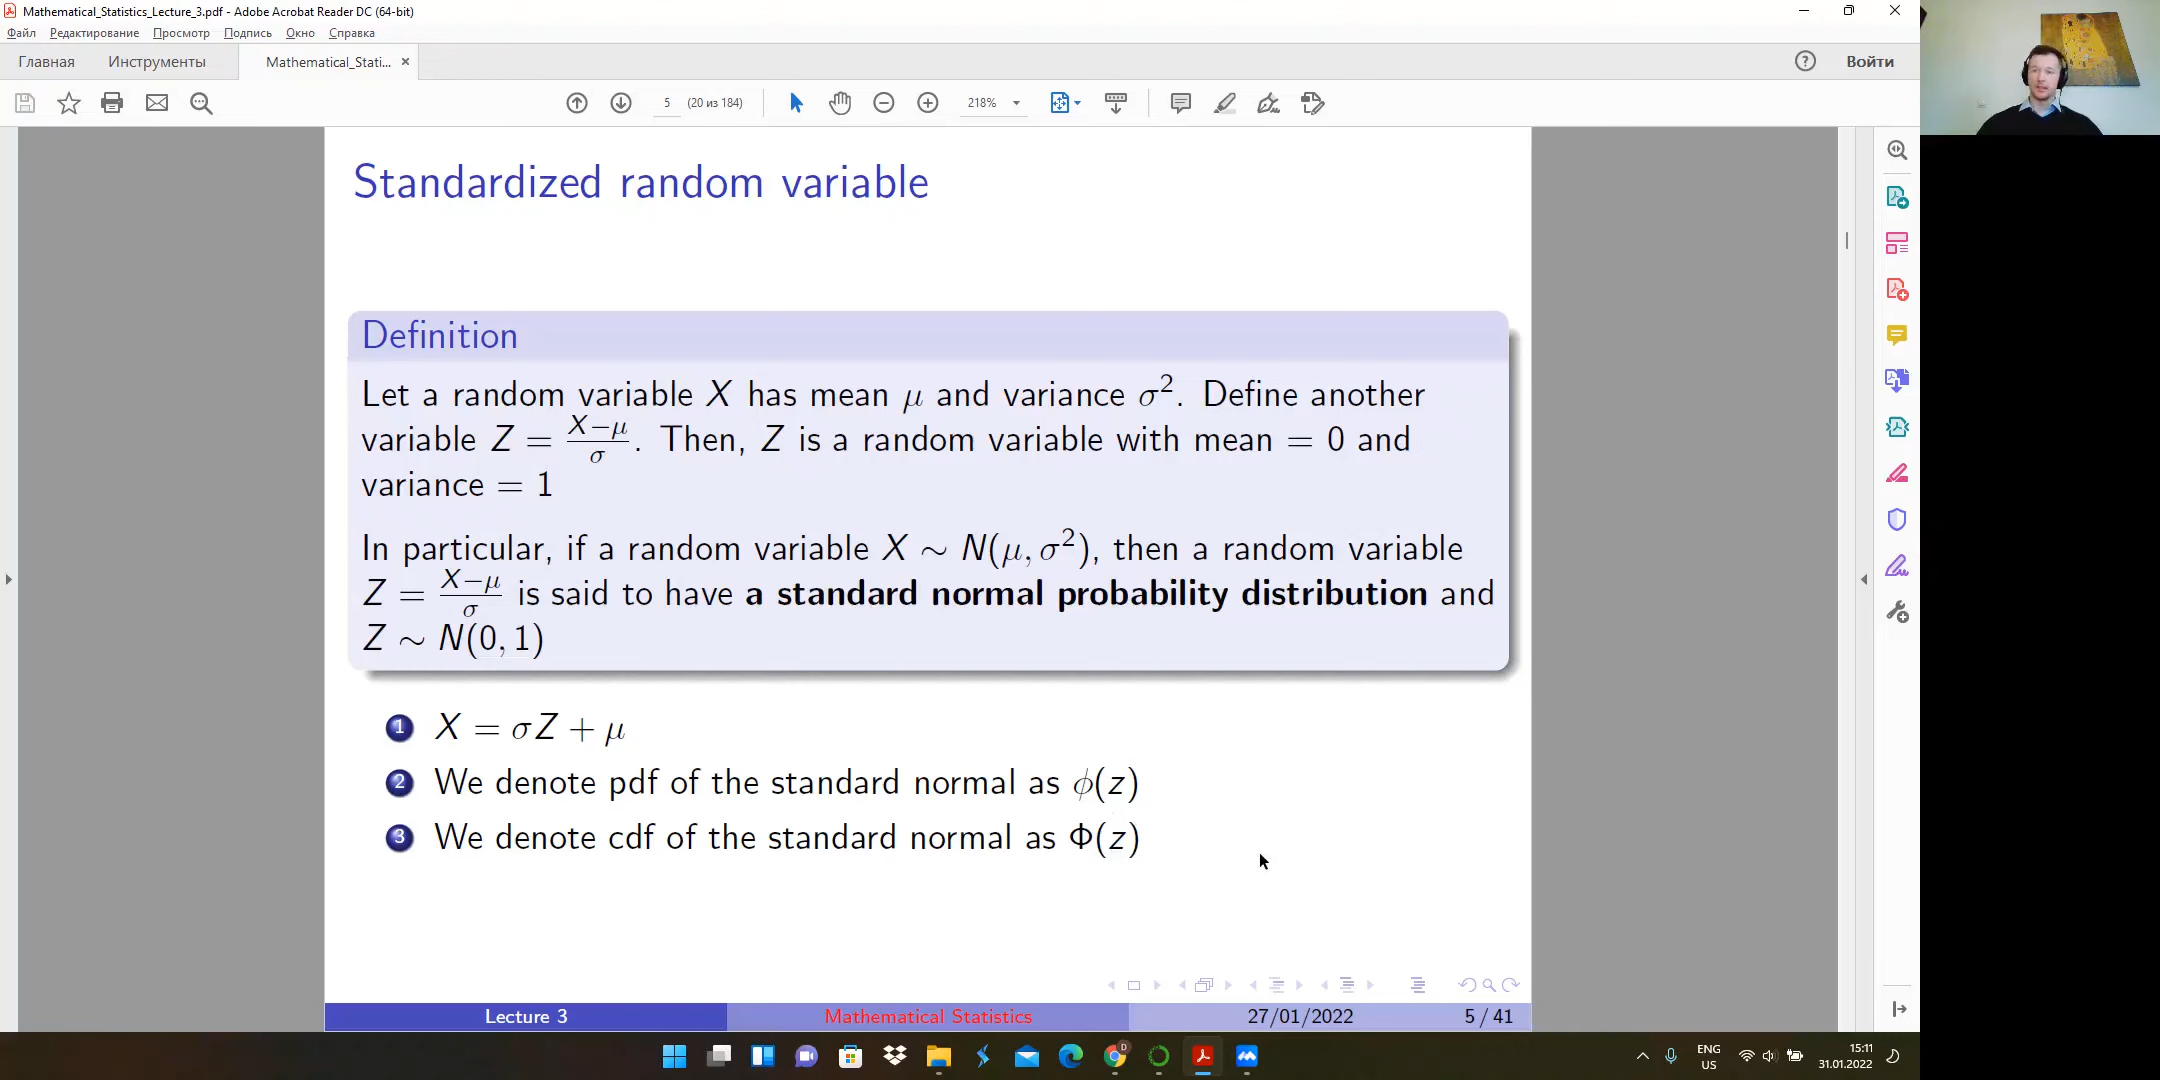 Mathematical_Statistics_Lecture_3.pdf - Adobe Acrobat Reader DC (64-bit)
Файл Редактирование Просмотр Подпись Окно Справка
Главная Инструменты Mathematical_Stati... × Войти
5 (20 из 184) 218%
Standardized random variable
Definition
Let a random variable X has mean μ and variance σ². Define another
variable Z = (X−μ)/σ. Then, Z is a random variable with mean = 0 and
variance = 1
In particular, if a random variable X ∼ N(μ, σ²), then a random variable
Z = (X−μ)/σ is said to have a standard normal probability distribution and
Z ∼ N(0, 1)
1 X = σZ + μ
2 We denote pdf of the standard normal as ϕ(z)
3 We denote cdf of the standard normal as Φ(z)
Lecture 3 Mathematical Statistics 27/01/2022 5 / 41
ENG
US
15:11
31.01.2022